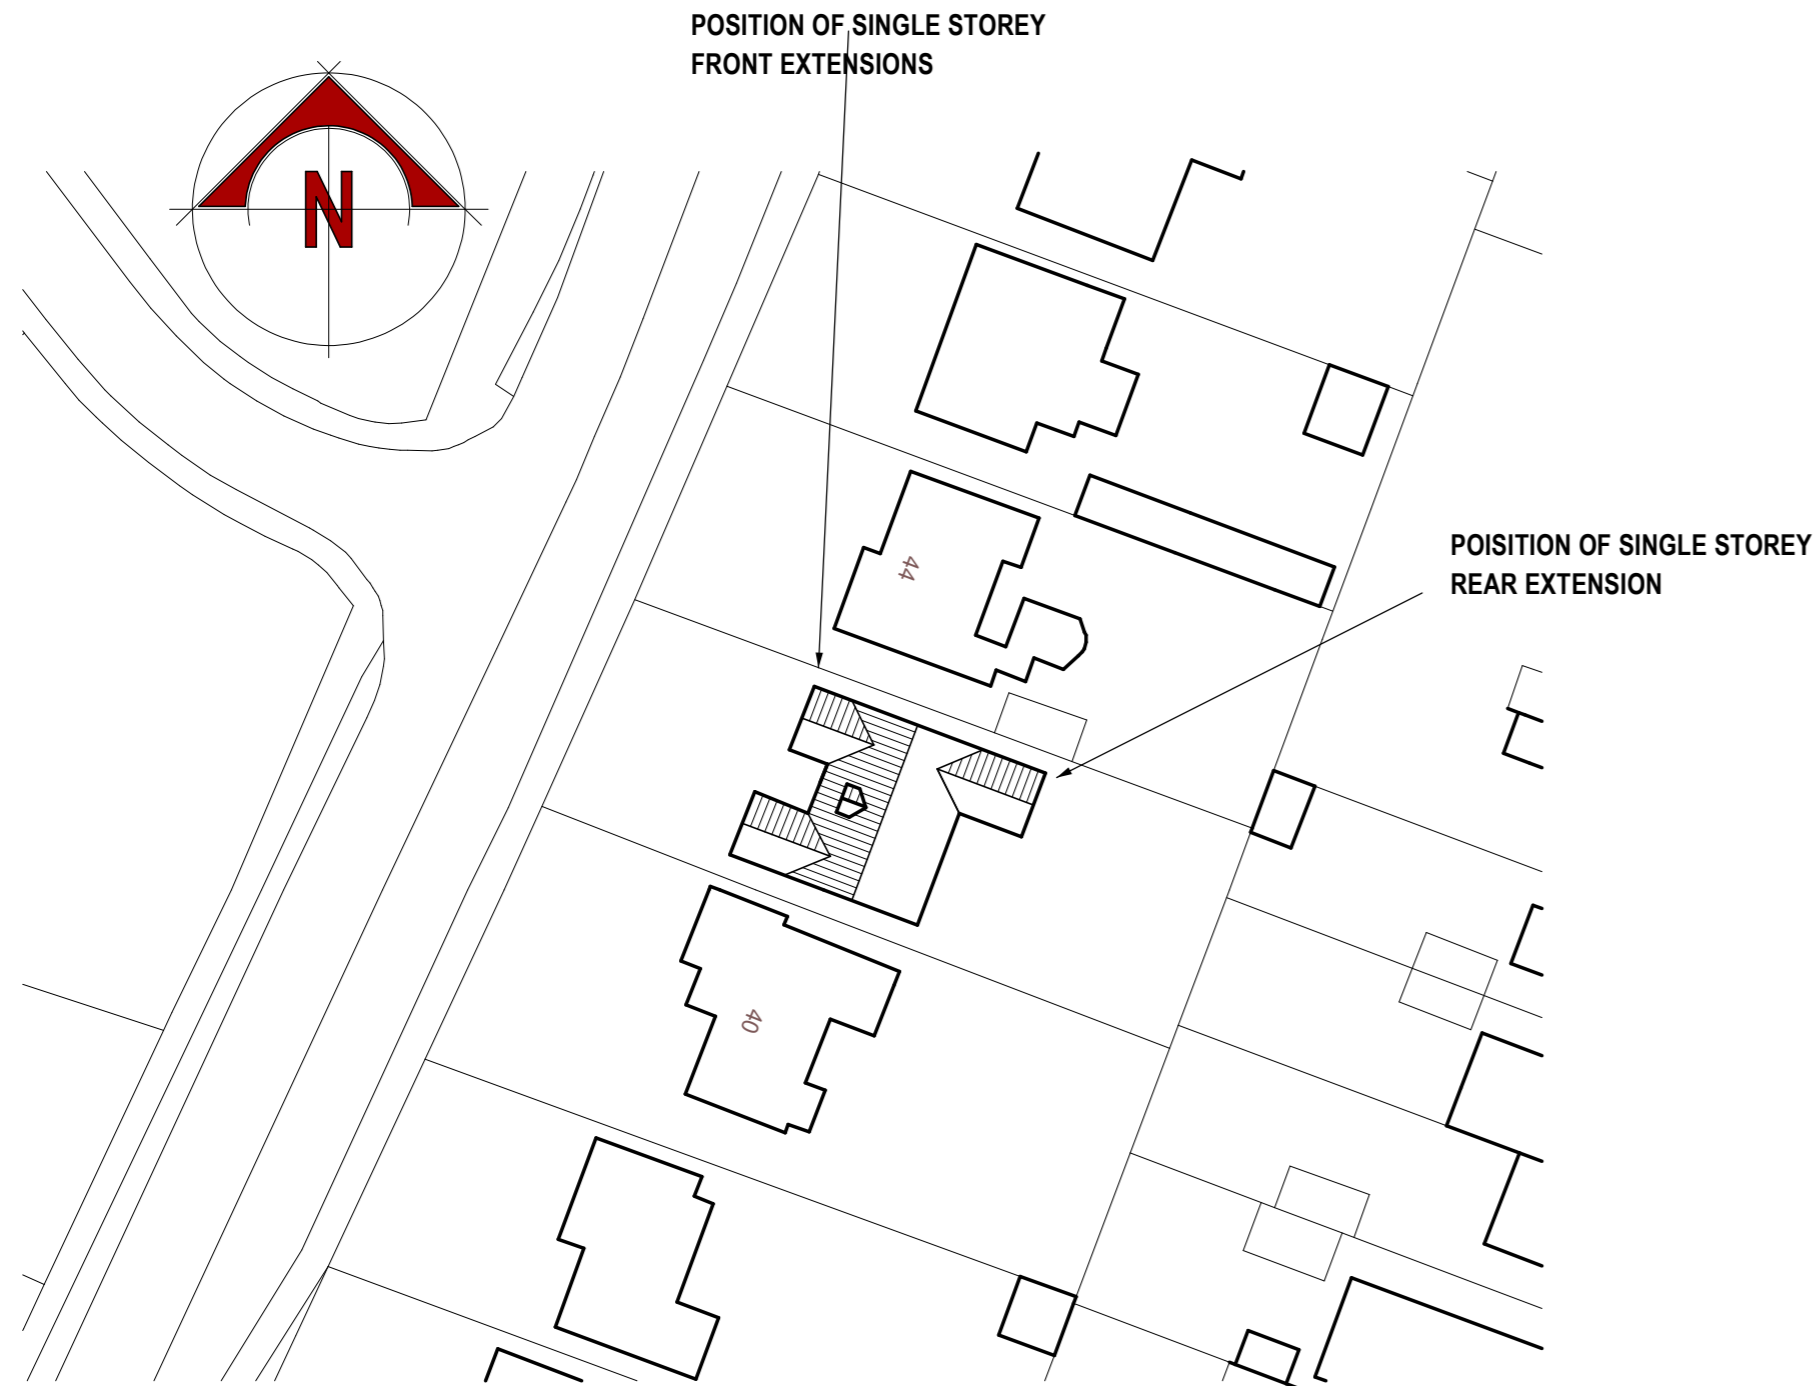 POSITION OF SINGLE STOREY
FRONT EXTENSIONS
N
44
POISITION OF SINGLE STOREY
REAR EXTENSION
40